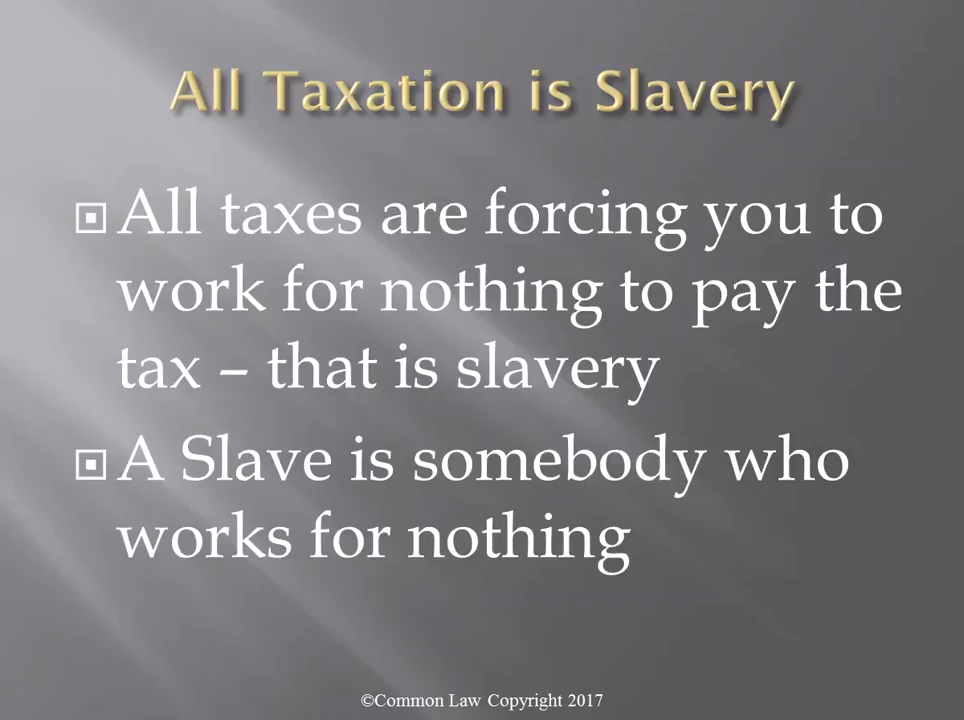 All Taxation is Slavery
All taxes are forcing you to
work for nothing to pay the
tax – that is slavery
A Slave is somebody who
works for nothing
©Common Law Copyright 2017